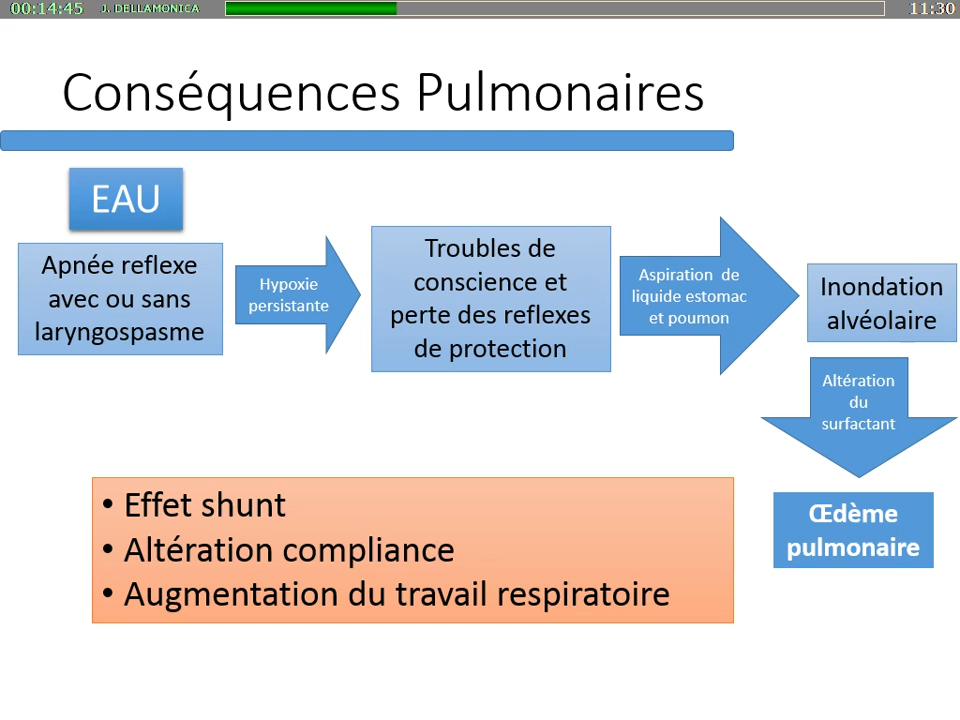 00:14:45 J. DELLAMONICA 11:30
Conséquences Pulmonaires
EAU
Apnée reflexe
avec ou sans
laryngospasme
Hypoxie
persistante
Troubles de
conscience et
perte des reflexes
de protection
Aspiration de
liquide estomac
et poumon
Inondation
alvéolaire
Altération
du
surfactant
Œdème
pulmonaire
• Effet shunt
• Altération compliance
• Augmentation du travail respiratoire